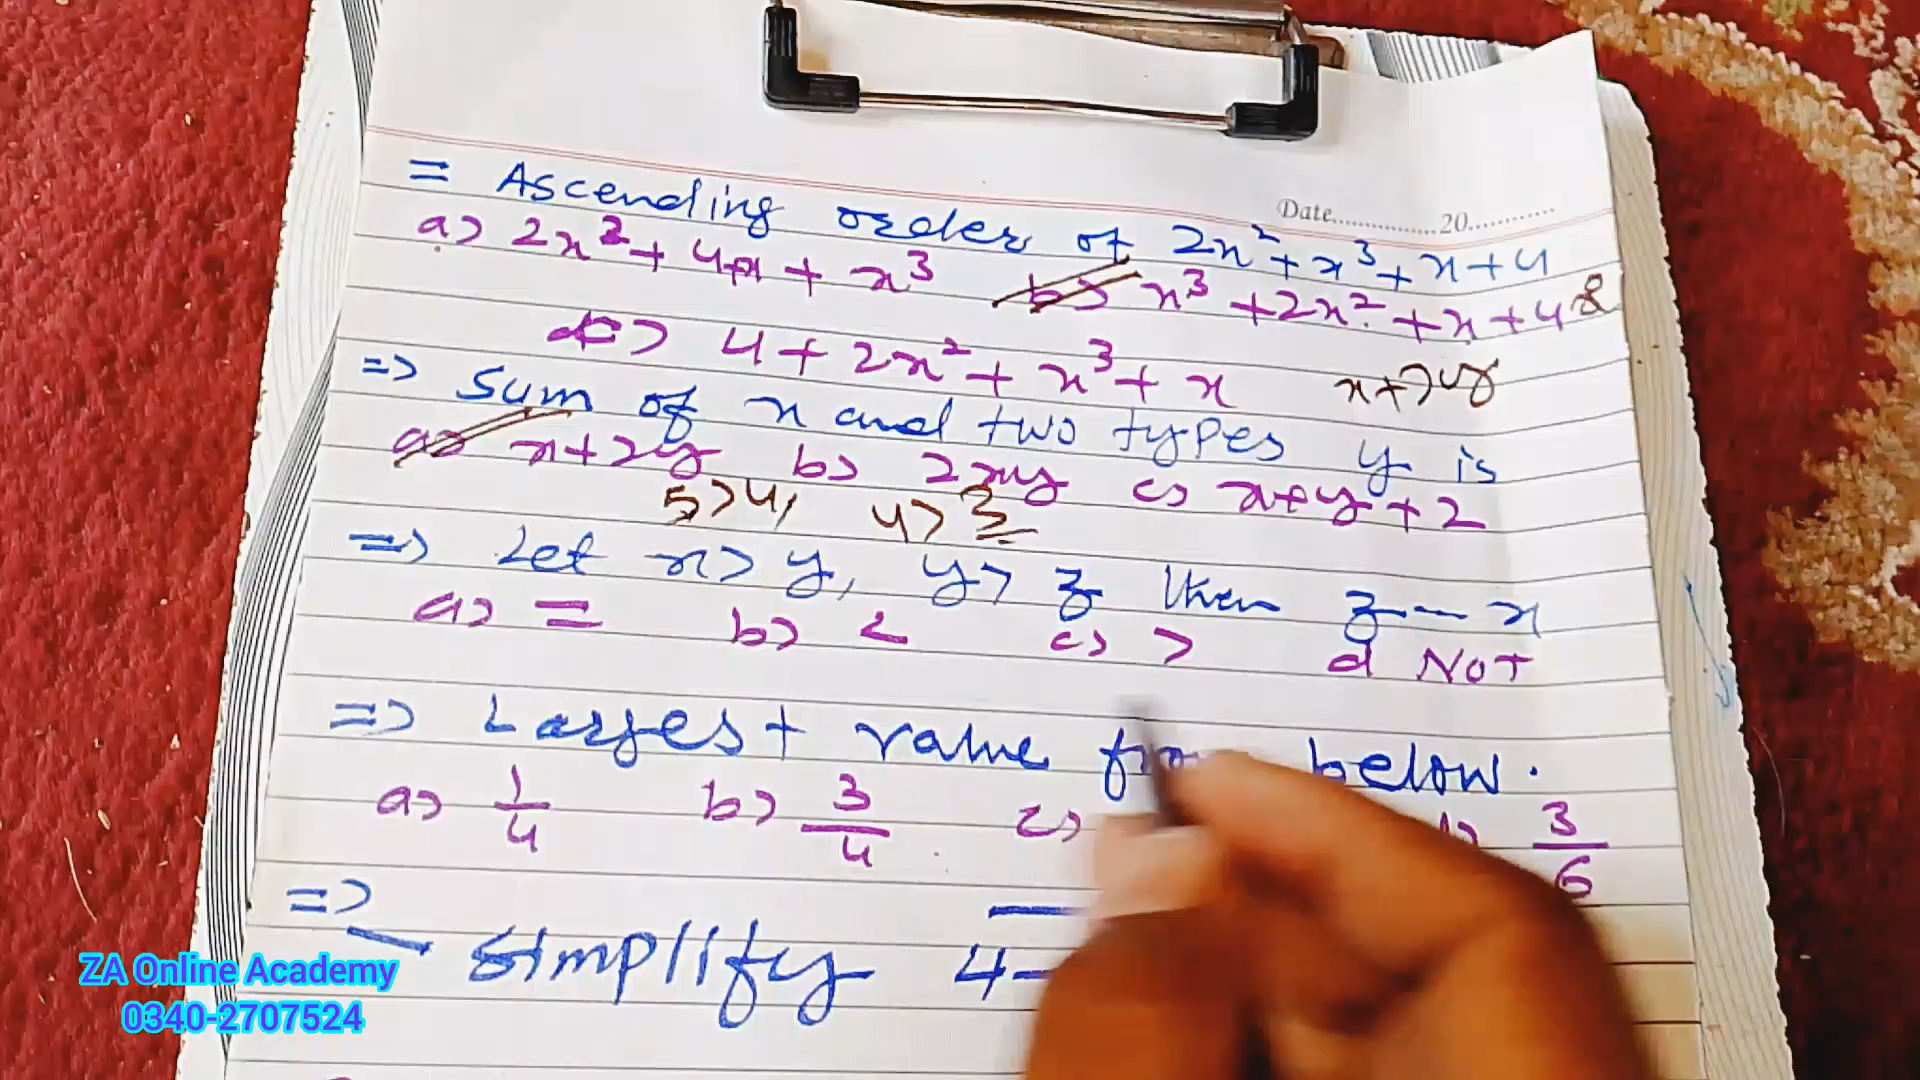 Date..............20...........
= Ascending order of 2x²+x³+x+4
a> 2x²+4+x+x³ b> x³+2x²+x+4
c> 4+2x²+x³+x x+2y
=> Sum of x and two types y is
a> x+2y b> 2xy c> x+y+2
5>4, 4>3
=> Let x>y, y>z then z--x
a> = b> < c> > d NOT
=> Largest value from below.
a> 1/4 b> 3/4 c> 3/6
=> Simplify 4-
ZA Online Academy
0340-2707524